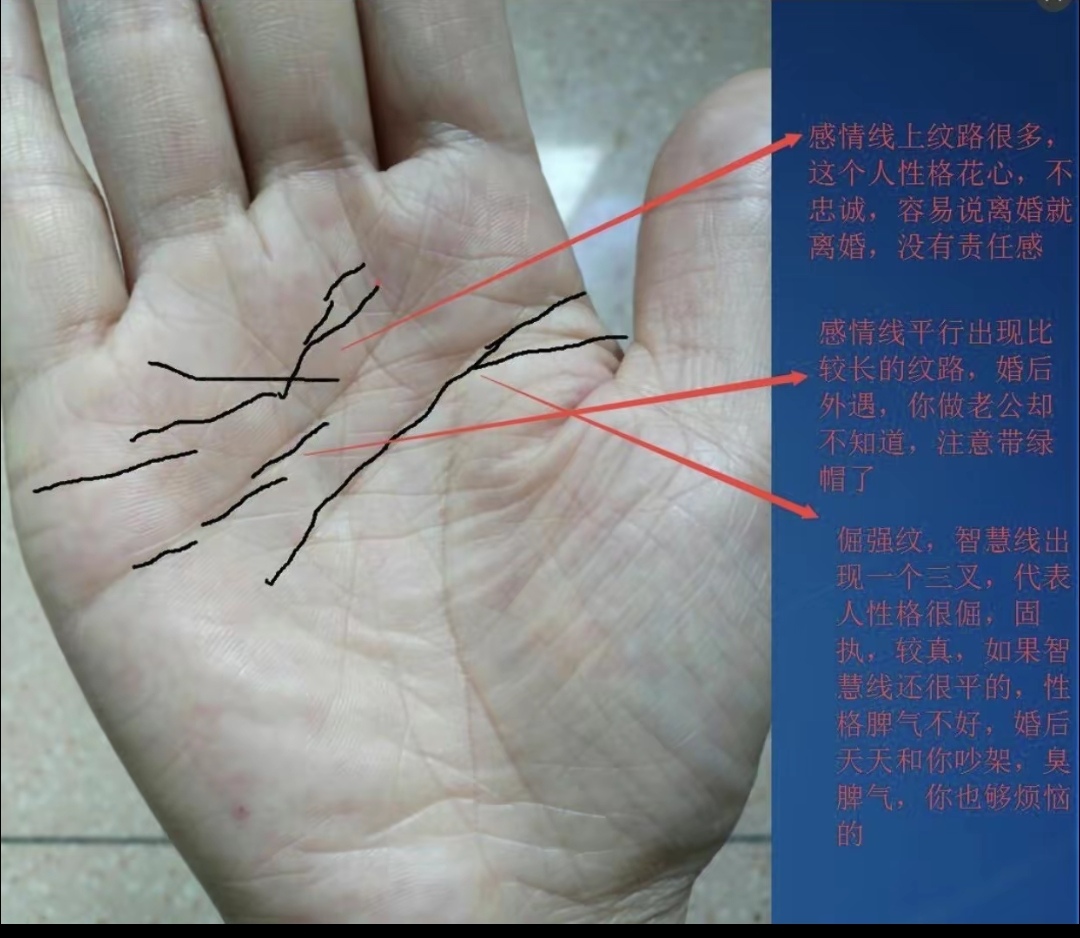 感情线上纹路很多，
这个人性格花心，不
忠诚，容易说离婚就
离婚，没有责任感
感情线平行出现比
较长的纹路，婚后
外遇，你做老公却
不知道，注意带绿
帽了
倔强纹，智慧线出
现一个三叉，代表
人性格很倔，固
执，较真，如果智
慧线还很平的，性
格脾气不好，婚后
天天和你吵架，臭
脾气，你也够烦恼
的